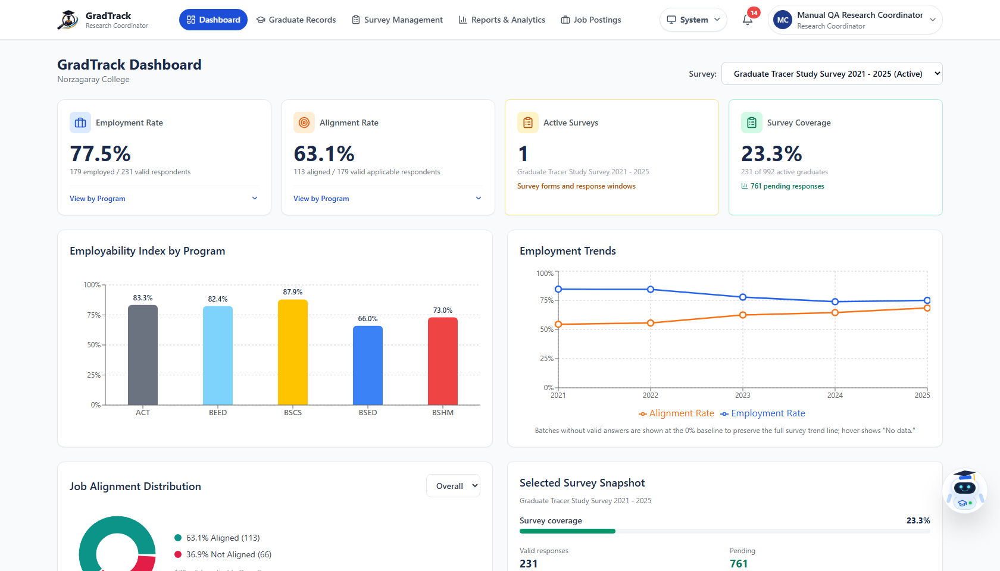 GradTrack
Research Coordinator
Dashboard
Graduate Records
Survey Management
Reports & Analytics
Job Postings
System
14
MC
Manual QA Research Coordinator
Research Coordinator
GradTrack Dashboard
Norzagaray College
Survey:
Graduate Tracer Study Survey 2021 - 2025 (Active)
Employment Rate
77.5%
179 employed / 231 valid respondents
View by Program
Alignment Rate
63.1%
113 aligned / 179 valid applicable respondents
View by Program
Active Surveys
1
Graduate Tracer Study Survey 2021 - 2025
Survey forms and response windows
Survey Coverage
23.3%
231 of 992 active graduates
761 pending responses
Employability Index by Program
100%
75%
50%
25%
0%
83.3%
82.4%
87.9%
66.0%
73.0%
ACT
BEED
BSCS
BSED
BSHM
Employment Trends
100%
75%
50%
25%
0%
2021
2022
2023
2024
2025
Alignment Rate
Employment Rate
Batches without valid answers are shown at the 0% baseline to preserve the full survey trend line; hover shows "No data."
Job Alignment Distribution
Overall
63.1% Aligned (113)
36.9% Not Aligned (66)
Selected Survey Snapshot
Graduate Tracer Study Survey 2021 - 2025
Survey coverage
23.3%
Valid responses
231
Pending
761